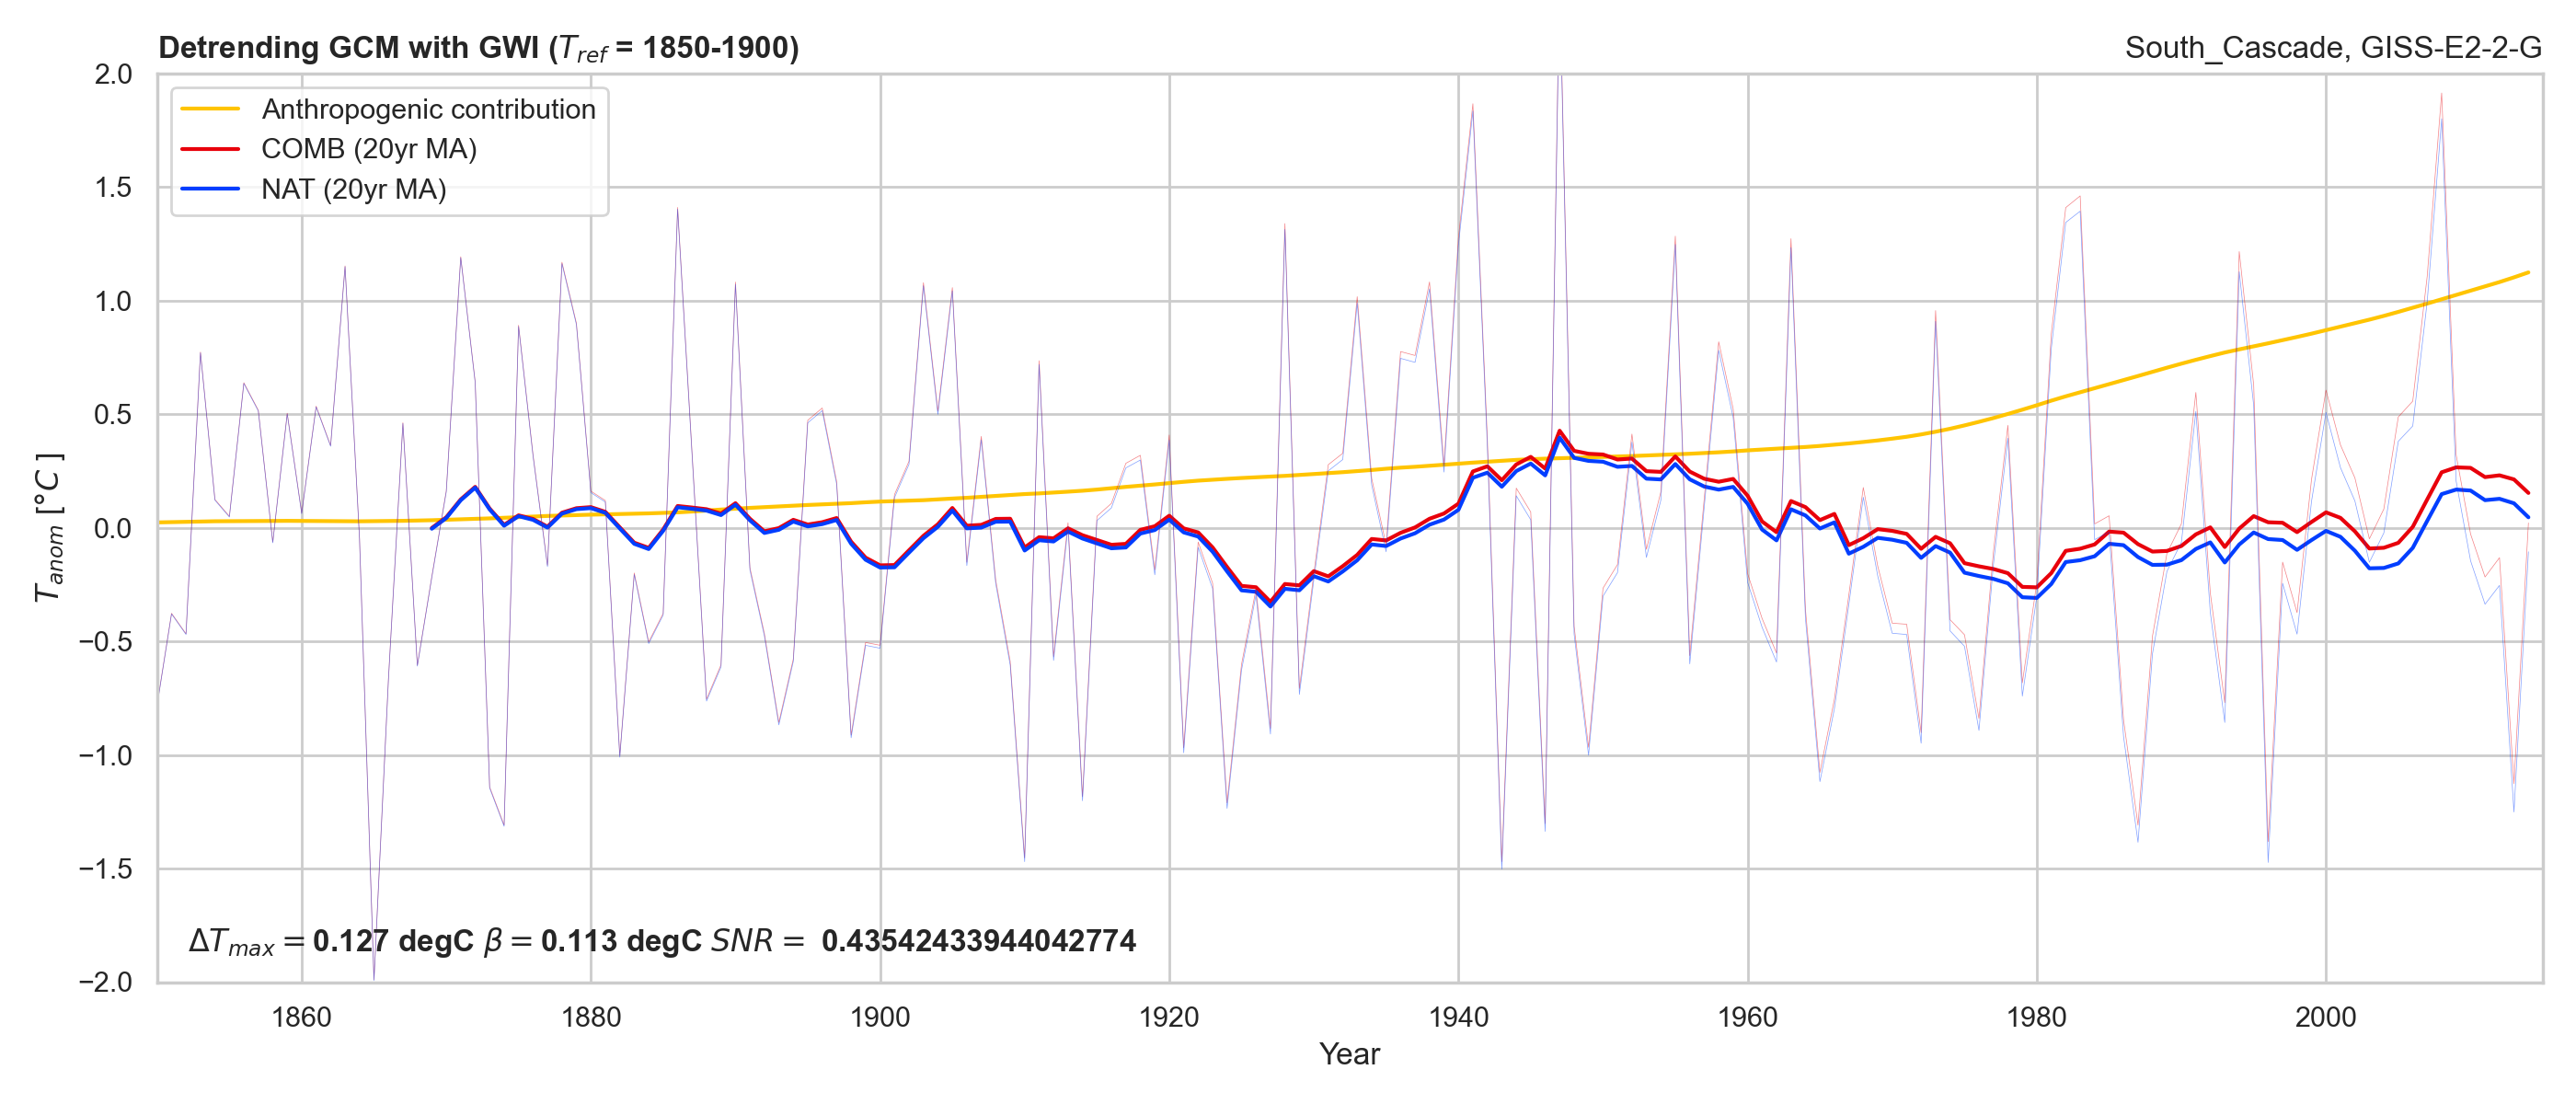 Detrending GCM with GWI (T_ref = 1850-1900)
South_Cascade, GISS-E2-2-G
Anthropogenic contribution
COMB (20yr MA)
NAT (20yr MA)
2.0
1.5
1.0
0.5
0.0
−0.5
−1.0
−1.5
−2.0
T_anom [°C]
ΔT_max = 0.127 degC β = 0.113 degC SNR = 0.43542433944042774
1860 1880 1900 1920 1940 1960 1980 2000
Year